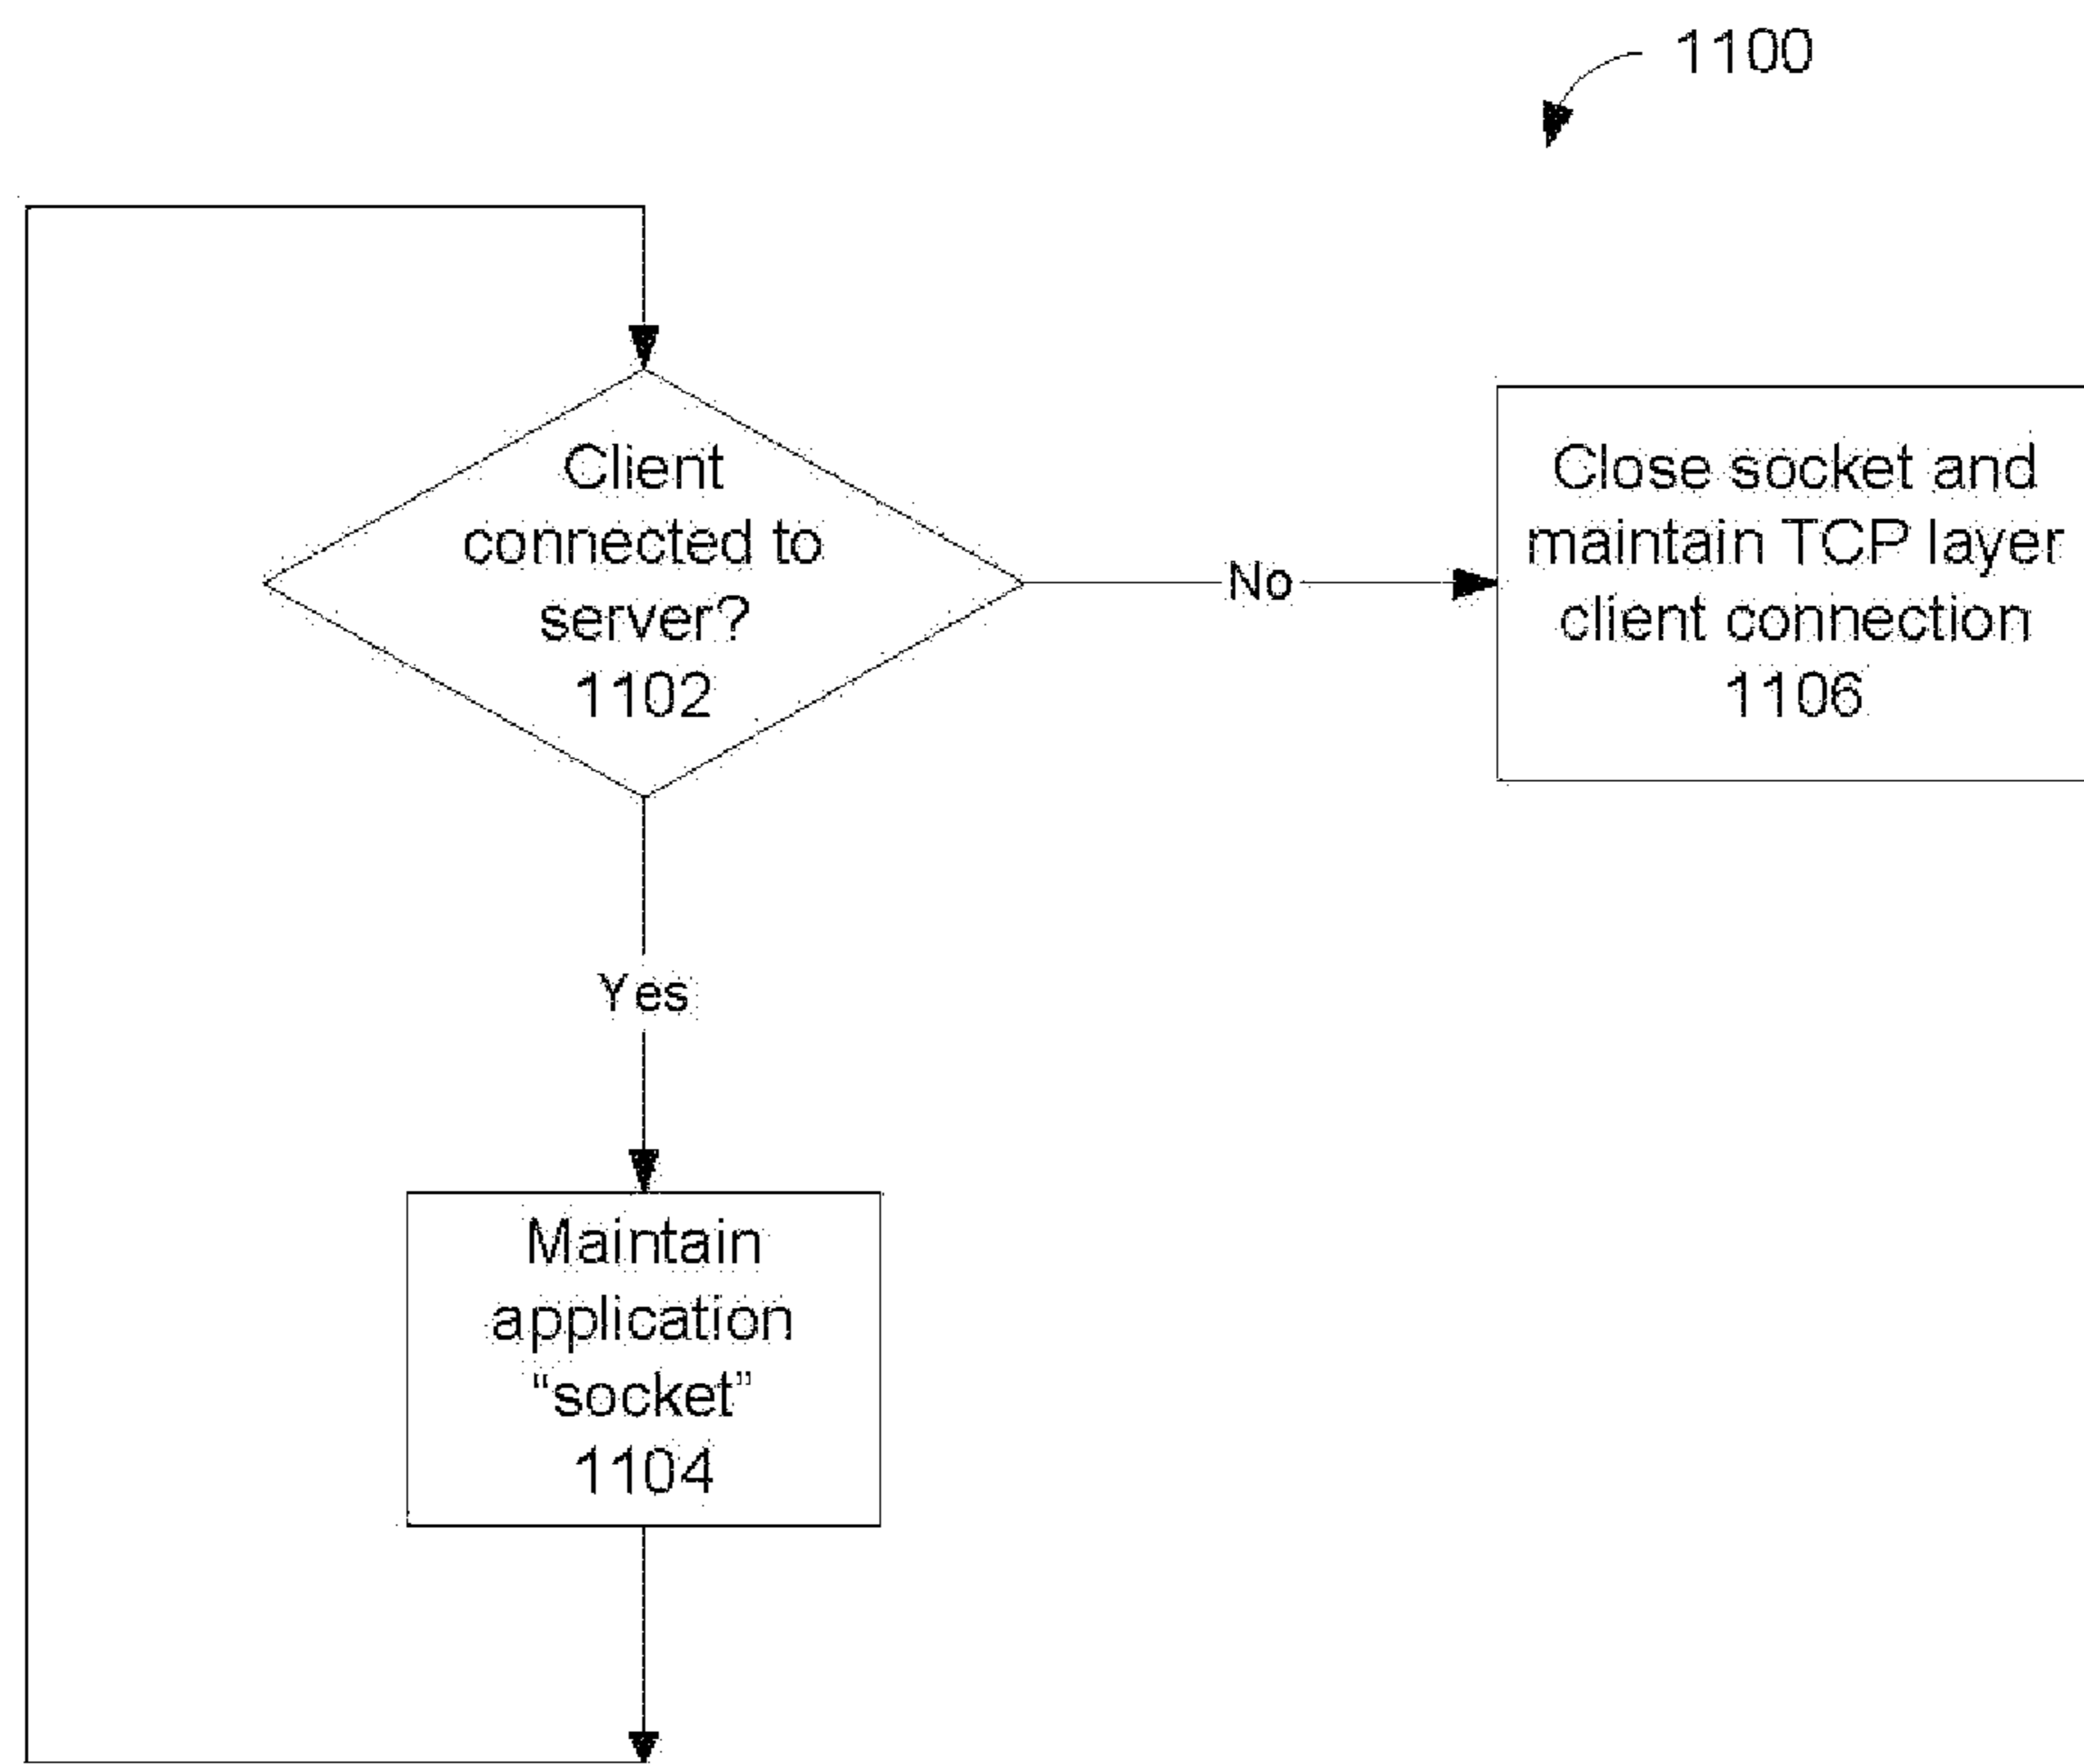 1100
Client
connected to
server?
1102
No
Close socket and
maintain TCP layer
client connection
1106
Yes
Maintain
application
“socket”
1104